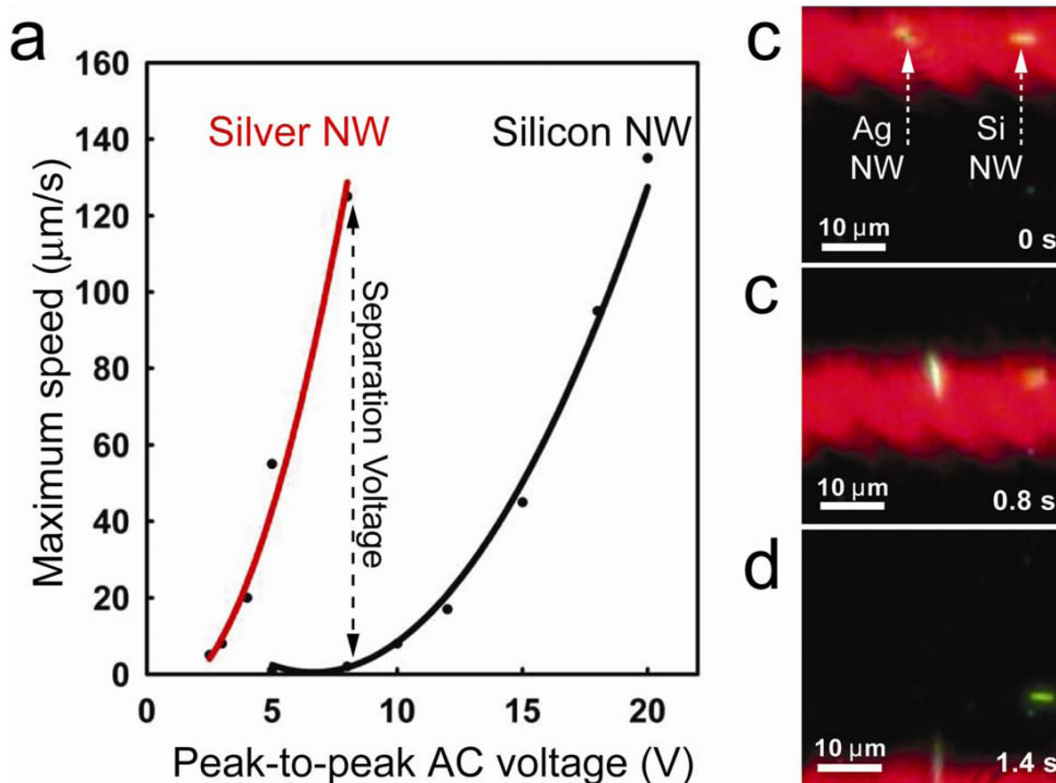 a
160
140
120
100
80
60
40
20
0
0
5
10
15
20
Maximum speed (μm/s)
Peak-to-peak AC voltage (V)
Silver NW
Silicon NW
Separation Voltage
c
Ag
NW
Si
NW
10 μm
0 s
c
10 μm
0.8 s
d
10 μm
1.4 s